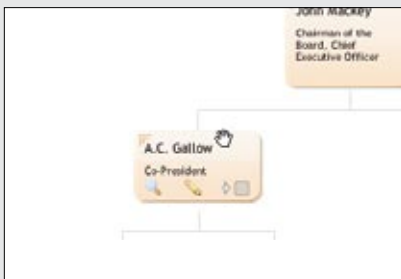 John Mackey
Chairman of the
Board, Chief
Executive Officer
A.C. Gallow
Co-President